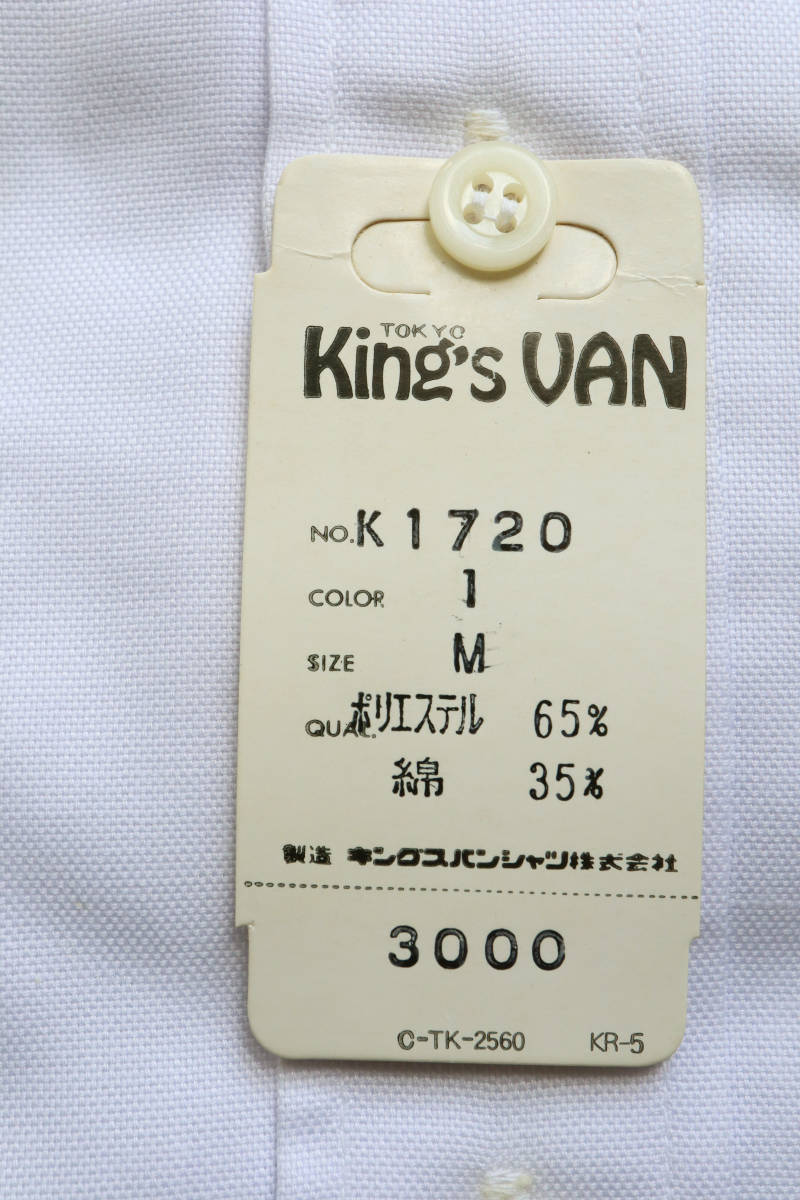 TOKYO
King's VAN
NO. K1720
COLOR 1
SIZE M
QUAL. ポリエステル 65%
綿 35%
製造 キングスバンシャツ株式会社
3000
C-TK-2560 KR-5